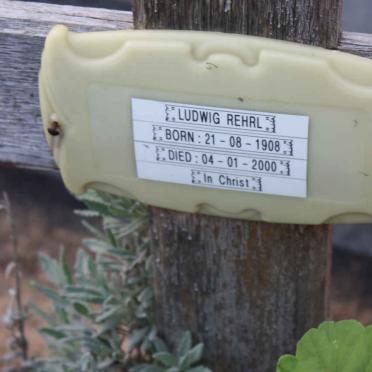 LUDWIG REHRL
BORN: 21-08-1908
DIED: 04-01-2000
In Christ